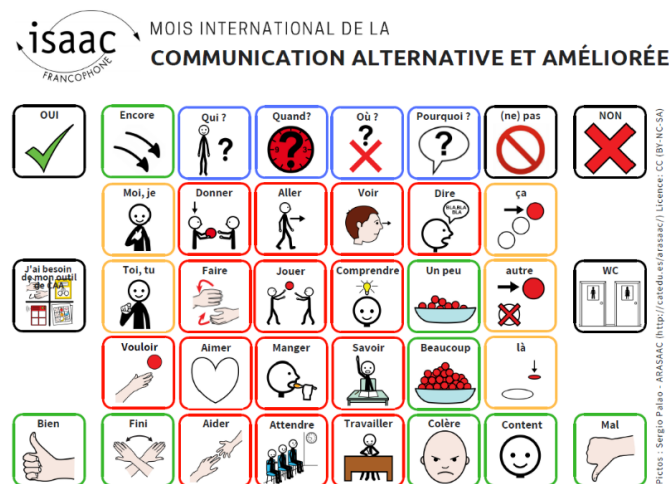 isaac
FRANCOPHONE
MOIS INTERNATIONAL DE LA
COMMUNICATION ALTERNATIVE ET AMÉLIORÉE
OUI
Encore
Qui ?
Quand?
Où ?
Pourquoi ?
(ne) pas
NON
Moi, je
Donner
Aller
Voir
Dire
BLA,BLA
BLA
ça
J'ai besoin
de mon outil
de CAA
Toi, tu
Faire
Jouer
Comprendre
Un peu
autre
WC
Vouloir
Aimer
Manger
Savoir
Beaucoup
là
Bien
Fini
Aider
Attendre
Travailler
Colère
Content
Mal
Pictos : Sergio Palao - ARASAAC (http://catedu.es/arasaac/) Licence: CC (BY-NC-SA)